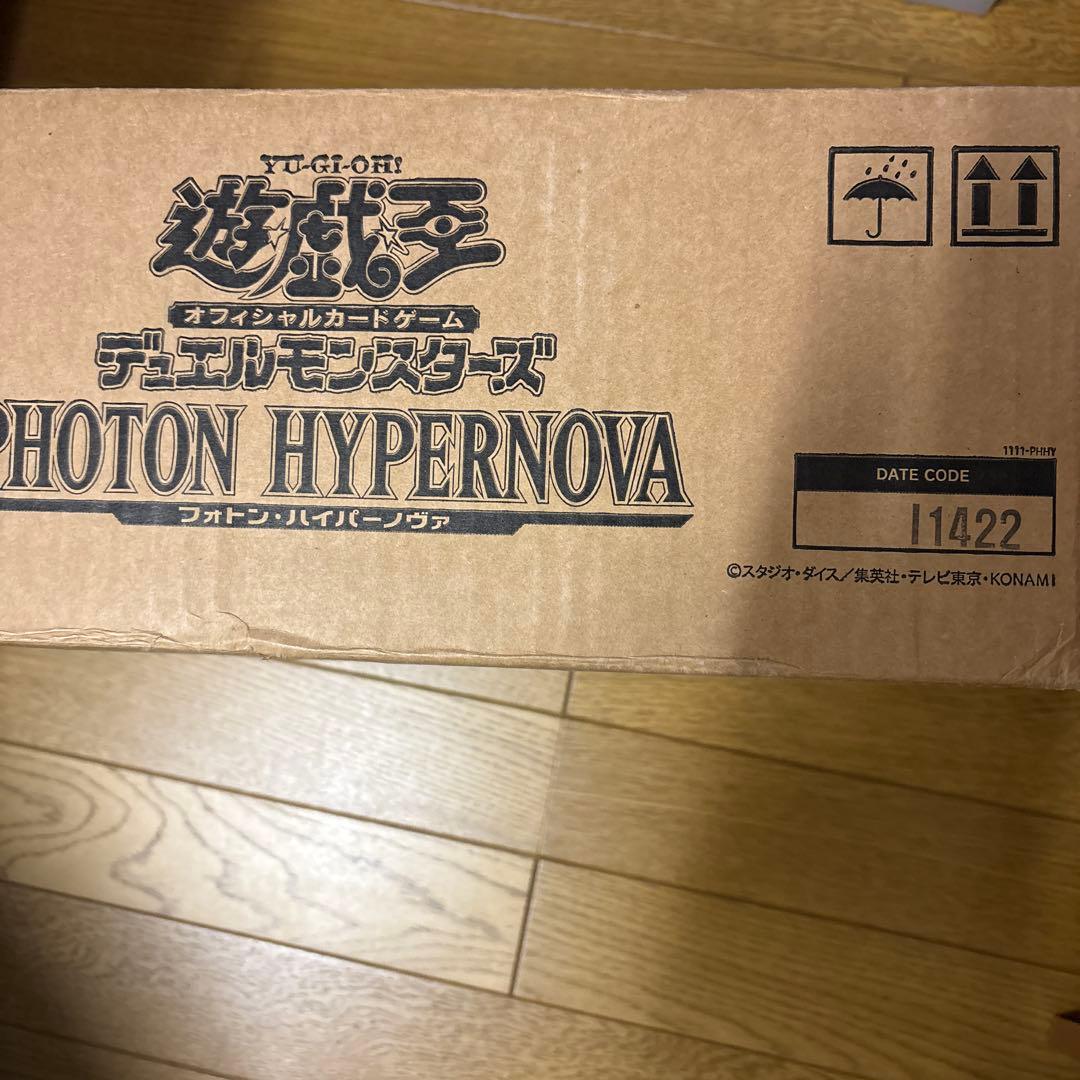 YU-GI-OH!
遊戯王
オフィシャルカードゲーム
デュエルモンスターズ
PHOTON HYPERNOVA
フォトン・ハイパーノヴァ
1111-PHHY
DATE CODE
11422
©スタジオ・ダイス/集英社・テレビ東京・KONAMI